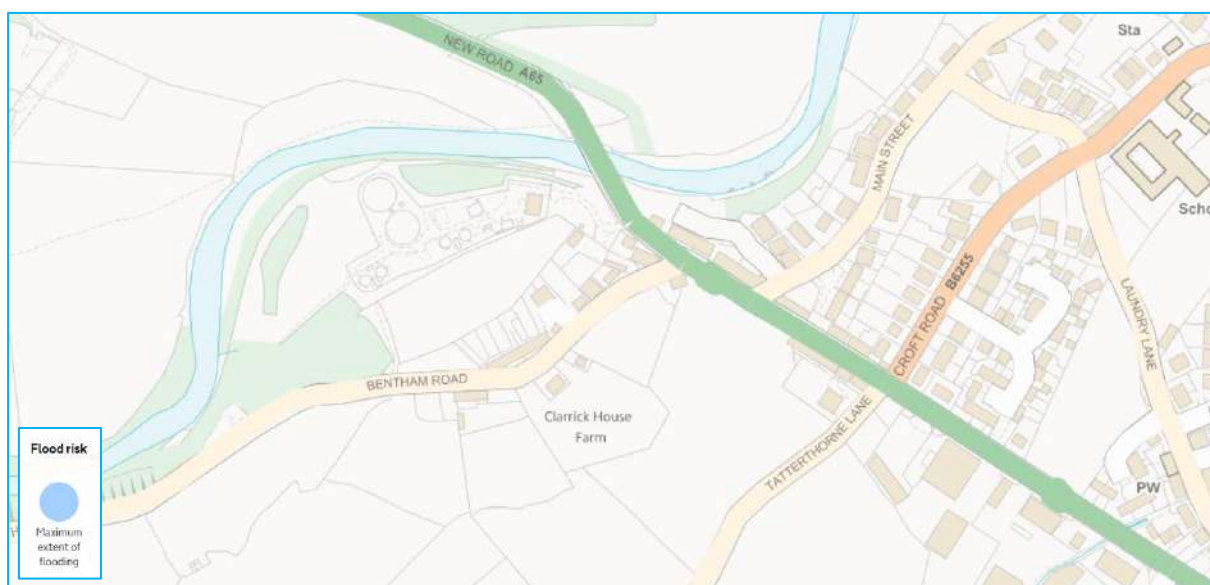 NEW ROAD A65
Sta
MAIN STREET
CROFT ROAD B6255
LAUNDRY LANE
BENTHAM ROAD
Clarrick House
Farm
TATTERTHORNE LANE
PW
Flood risk
Maximum
extent of
flooding